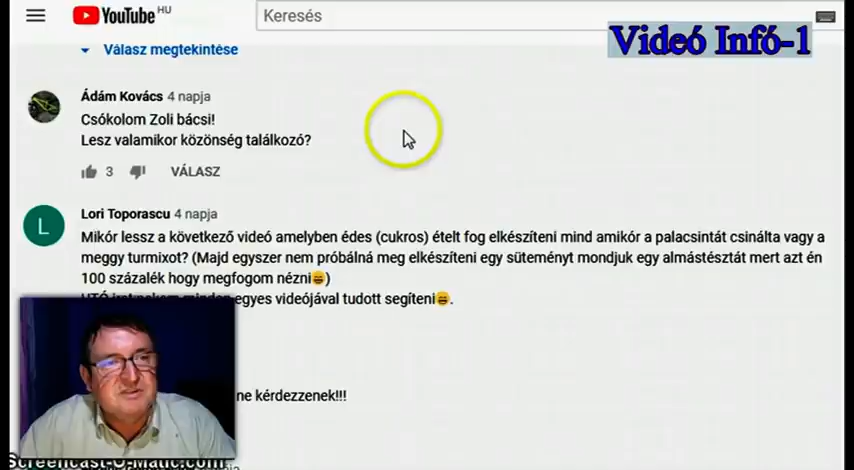 YouTube HU
Keresés
Videó Infó-1
Válasz megtekintése
Ádám Kovács 4 napja
Csókolom Zoli bácsi!
Lesz valamikor közönség találkozó?
3 VÁLASZ
L
Lori Toporascu 4 napja
Mikór lessz a következő videó amelyben édes (cukros) ételt fog elkészíteni mind amikór a palacsintát csinálta vagy a
meggy turmixot? (Majd egyszer nem próbálná meg elkészíteni egy süteményt mondjuk egy almástésztát mert azt én
100 százalék hogy megfogom nézni😄)
egyes videójával tudott segíteni😄.
ne kérdezzenek!!!
Screencast-O-Matic.com